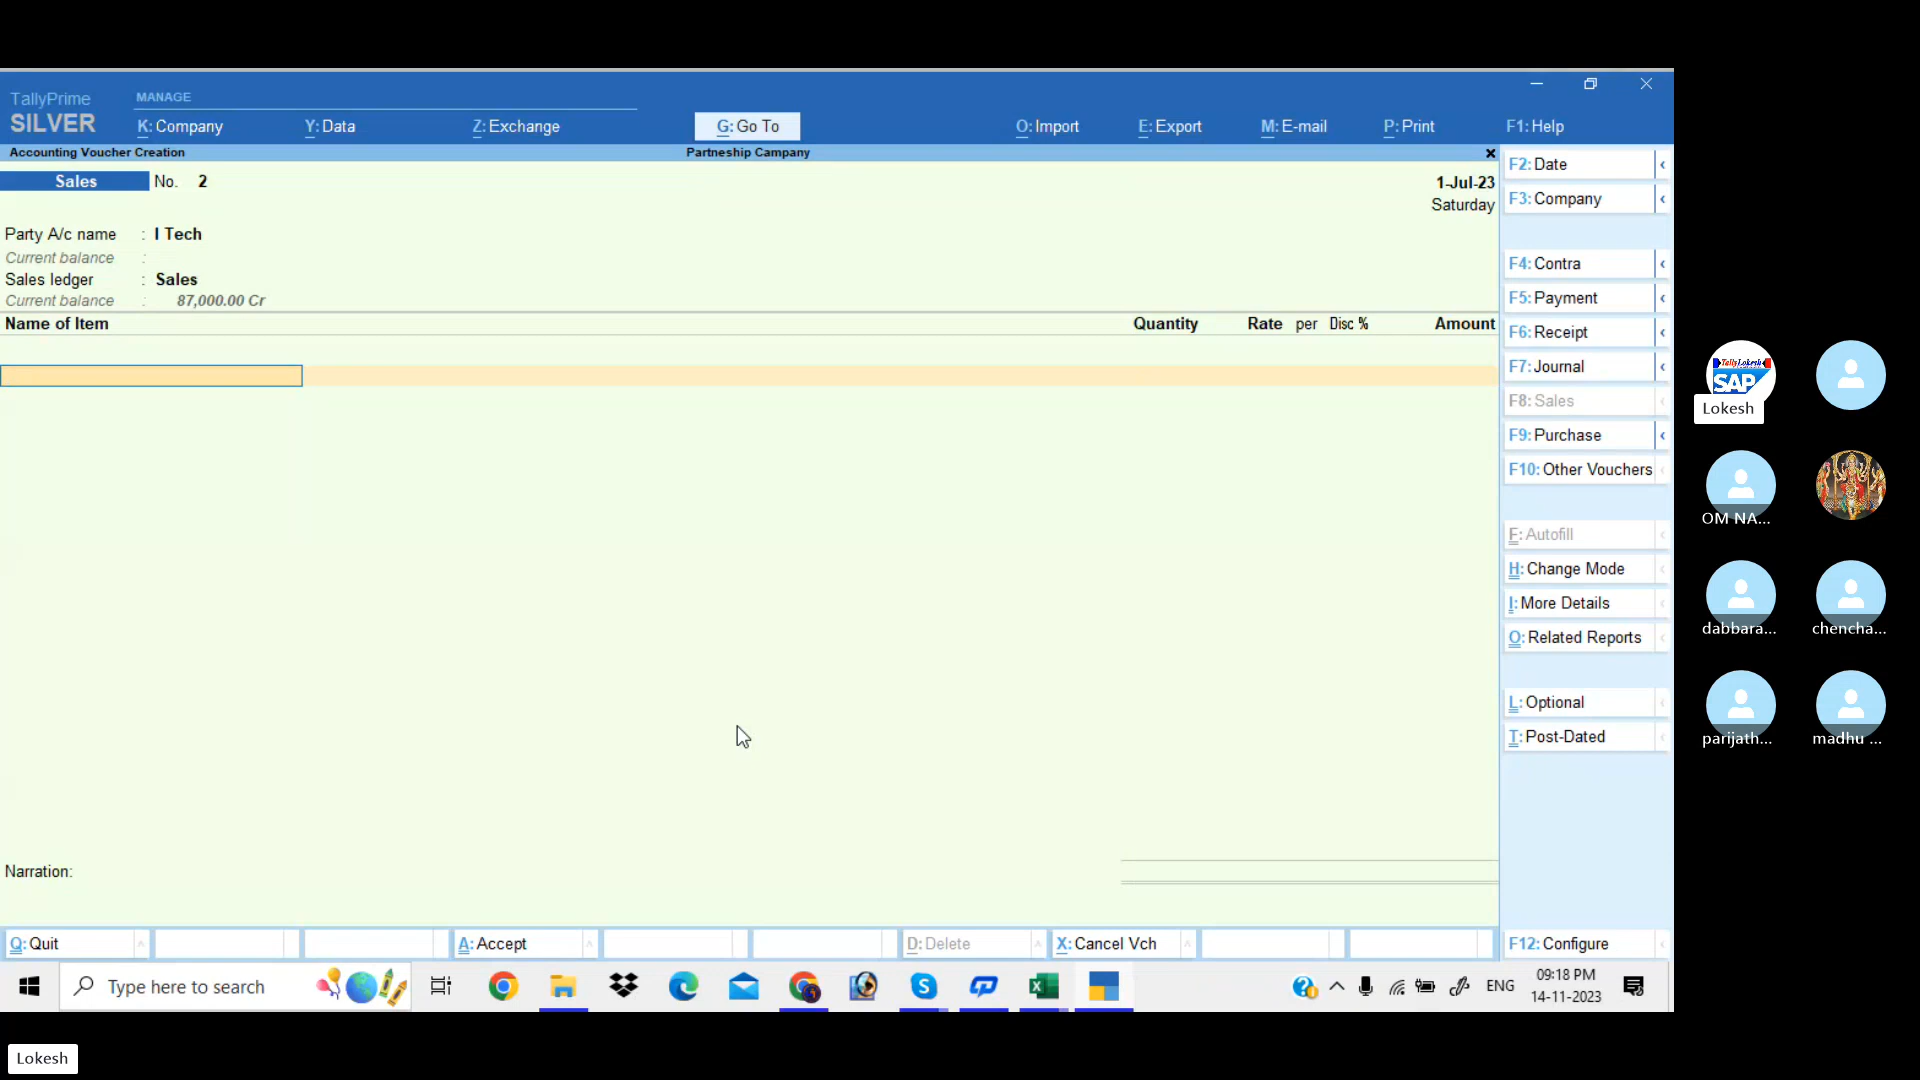 TallyPrime
SILVER
MANAGE
K: Company
Y: Data
Z: Exchange
G: Go To
O: Import
E: Export
M: E-mail
P: Print
F1: Help
Accounting Voucher Creation
Partneship Campany
Sales No. 2
1-Jul-23
Saturday
Party A/c name : I Tech
Current balance :
Sales ledger : Sales
Current balance : 87,000.00 Cr
Name of Item Quantity Rate per Disc % Amount
Narration:
F2: Date
F3: Company
F4: Contra
F5: Payment
F6: Receipt
F7: Journal
F8: Sales
F9: Purchase
F10: Other Vouchers
F: Autofill
H: Change Mode
I: More Details
O: Related Reports
L: Optional
T: Post-Dated
F12: Configure
Q: Quit
A: Accept
D: Delete
X: Cancel Vch
Type here to search
ENG
09:18 PM
14-11-2023
TallyLokesh
SAP
Lokesh
OM NA...
dabbara...
chencha...
parijath...
madhu ...
Lokesh